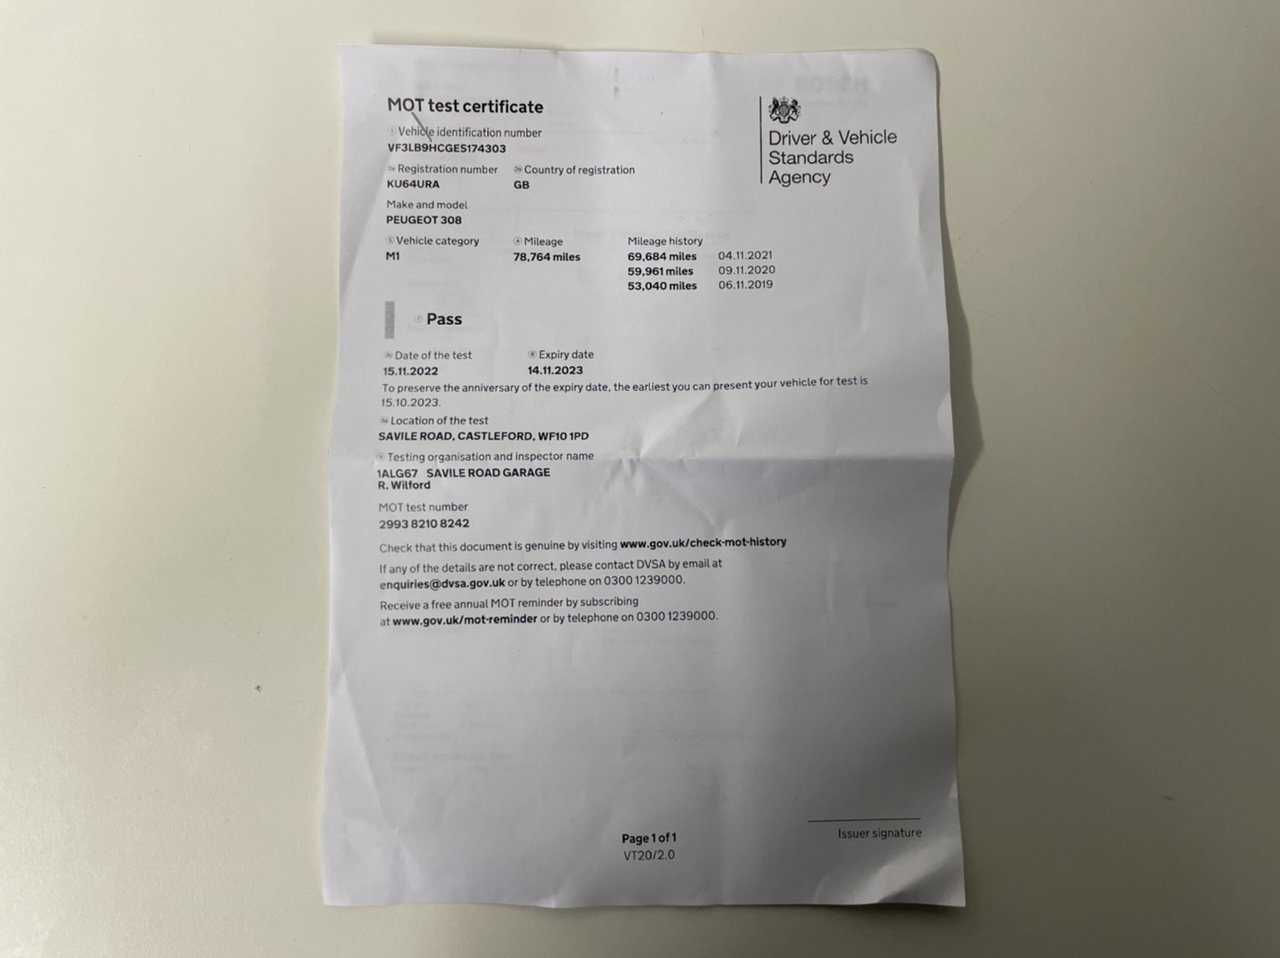 MOT test certificate
Driver & Vehicle
Standards
Agency
Vehicle identification number
VF3LB9HCGES174303
Registration number Country of registration
KU64URA GB
Make and model
PEUGEOT 308
Vehicle category Mileage Mileage history
M1 78,764 miles 69,684 miles 04.11.2021
59,961 miles 09.11.2020
53,040 miles 06.11.2019
Pass
Date of the test Expiry date
15.11.2022 14.11.2023
To preserve the anniversary of the expiry date, the earliest you can present your vehicle for test is
15.10.2023.
Location of the test
SAVILE ROAD, CASTLEFORD, WF10 1PD
Testing organisation and inspector name
1ALG67 SAVILE ROAD GARAGE
R. Wilford
MOT test number
2993 8210 8242
Check that this document is genuine by visiting www.gov.uk/check-mot-history
If any of the details are not correct, please contact DVSA by email at
enquiries@dvsa.gov.uk or by telephone on 0300 1239000.
Receive a free annual MOT reminder by subscribing
at www.gov.uk/mot-reminder or by telephone on 0300 1239000.
Issuer signature
Page 1 of 1
VT20/2.0